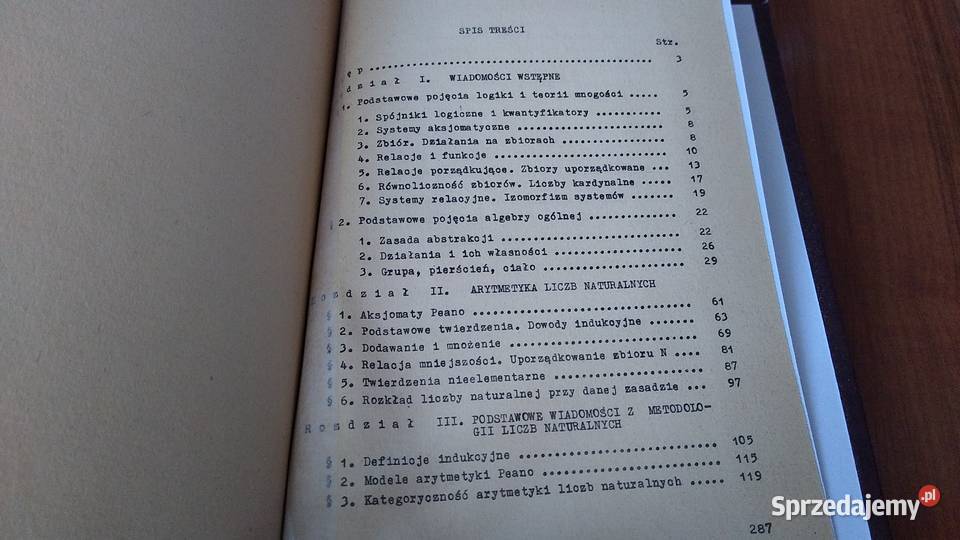 SPIS TREŚCI
Str.
ęp .......... 3
dział I. WIADOMOŚCI WSTĘPNE
1. Podstawowe pojęcia logiki i teorii mnogości ..... 5
1. Spójniki logiczne i kwantyfikatory .......... 5
2. Systemy aksjomatyczne .......... 8
3. Zbiór. Działania na zbiorach .......... 8
4. Relacje i funkcje .......... 10
5. Relacje porządkujące. Zbiory uporządkowane ... 13
6. Równoliczność zbiorów. Liczby kardynalne ..... 17
7. Systemy relacyjne. Izomorfizm systemów ....... 19
§ 2. Podstawowe pojęcia algebry ogólnej .......... 22
1. Zasada abstrakcji .......... 22
2. Działania i ich własności .......... 26
3. Grupa, pierścień, ciało .......... 29
Rozdział II. ARYTMETYKA LICZB NATURALNYCH
§ 1. Aksjomaty Peano .......... 61
§ 2. Podstawowe twierdzenia. Dowody indukcyjne ....... 63
§ 3. Dodawanie i mnożenie .......... 69
§ 4. Relacja mniejszości. Uporządkowanie zbioru N .... 81
§ 5. Twierdzenia nieelementarne .......... 87
§ 6. Rozkład liczby naturalnej przy danej zasadzie ... 97
Rozdział III. PODSTAWOWE WIADOMOŚCI Z METODOLO-
GII LICZB NATURALNYCH
§ 1. Definicje indukcyjne .......... 105
§ 2. Modele arytmetyki Peano .......... 115
§ 3. Kategoryczność arytmetyki liczb naturalnych ..... 119
287
Sprzedajemy.pl